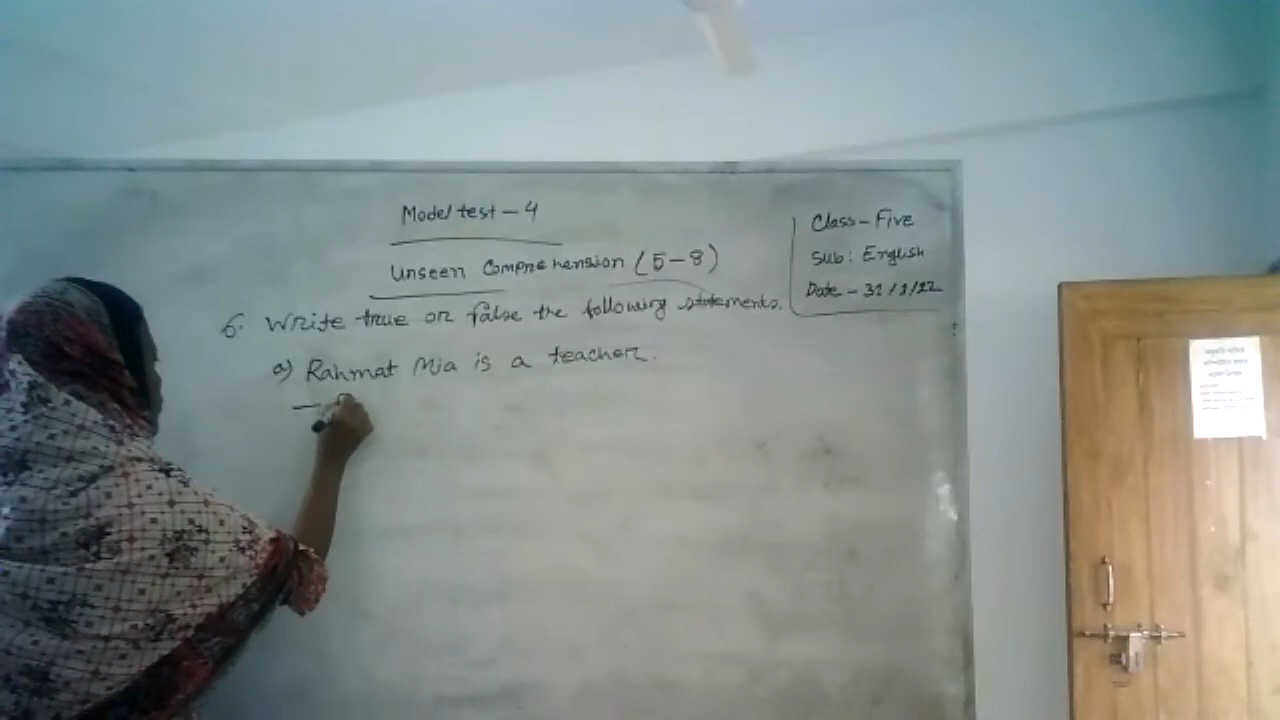 Model test - 4
Unseen Comprehension (5-8)
Class - Five
Sub: English
Date - 31/1/22
6. Write true or false the following statements.
a) Rahmat Mia is a teacher.